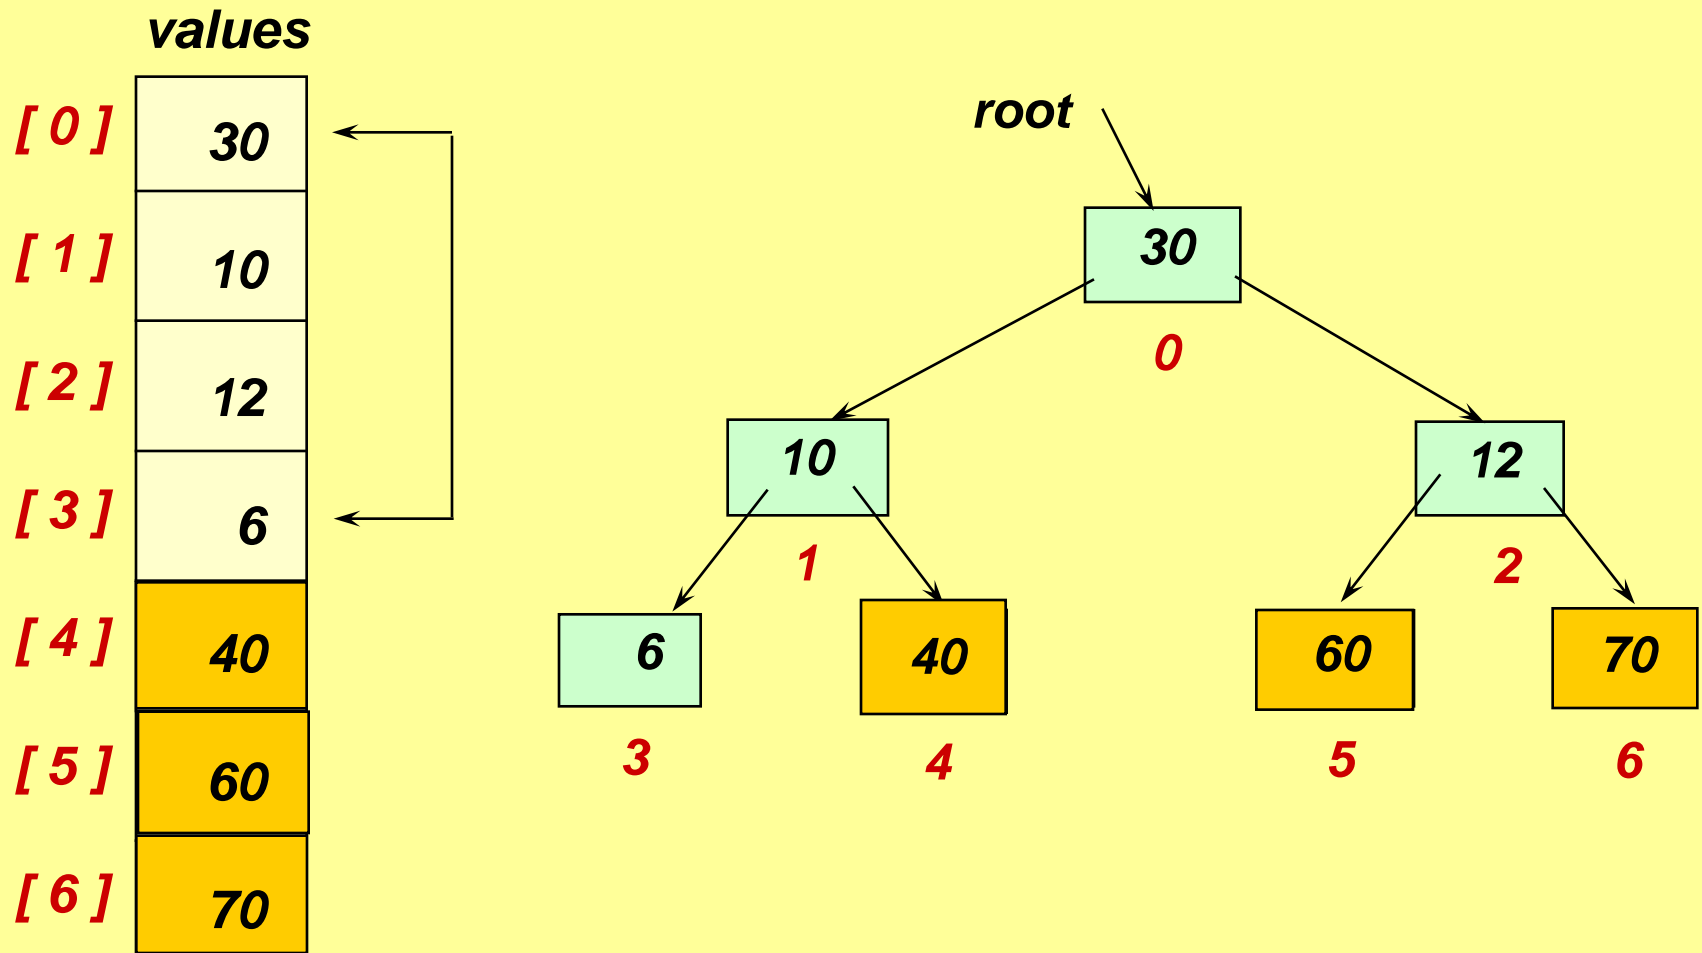 values
[ 0 ] 30
[ 1 ] 10
[ 2 ] 12
[ 3 ] 6
[ 4 ] 40
[ 5 ] 60
[ 6 ] 70
root
30
0
10 12
1 2
6 40 60 70
3 4 5 6